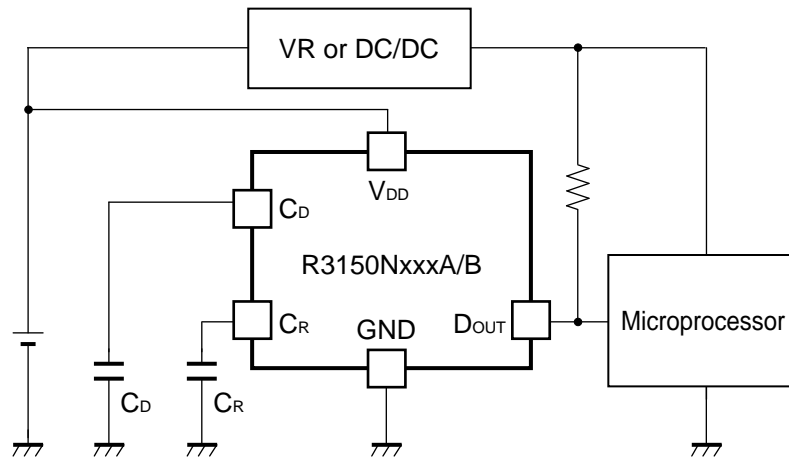 VR or DC/DC
VDD
CD
R3150NxxxA/B
CR
GND
DOUT
Microprocessor
CD
CR